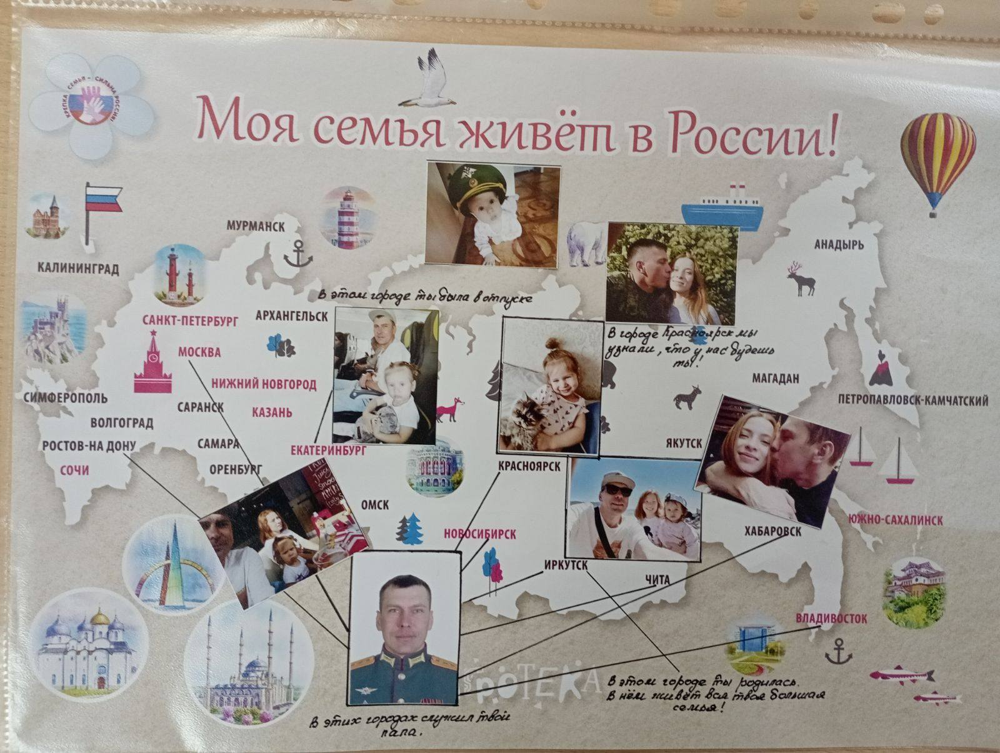 КРЕПКА СЕМЬЯ - СИЛЬНА РОССИЯ!
Моя семья живёт в России!
МУРМАНСК
АНАДЫРЬ
КАЛИНИНГРАД
В этом городе ты была в отпуске
САНКТ-ПЕТЕРБУРГ
АРХАНГЕЛЬСК
В городе Красноярск мы
узнали, что у нас будешь
ты!
МОСКВА
НИЖНИЙ НОВГОРОД
МАГАДАН
СИМФЕРОПОЛЬ
ПЕТРОПАВЛОВСК-КАМЧАТСКИЙ
САРАНСК
КАЗАНЬ
ВОЛГОГРАД
РОСТОВ-НА ДОНУ
САМАРА
ЕКАТЕРИНБУРГ
ЯКУТСК
СОЧИ
ОРЕНБУРГ
КРАСНОЯРСК
ОМСК
НОВОСИБИРСК
ЮЖНО-САХАЛИНСК
ХАБАРОВСК
ИРКУТСК
ЧИТА
ВЛАДИВОСТОК
РОТЕКА
В этом городе ты родилась.
В нём живёт вся твоя большая
семья!
В этих городах служил твой
папа.